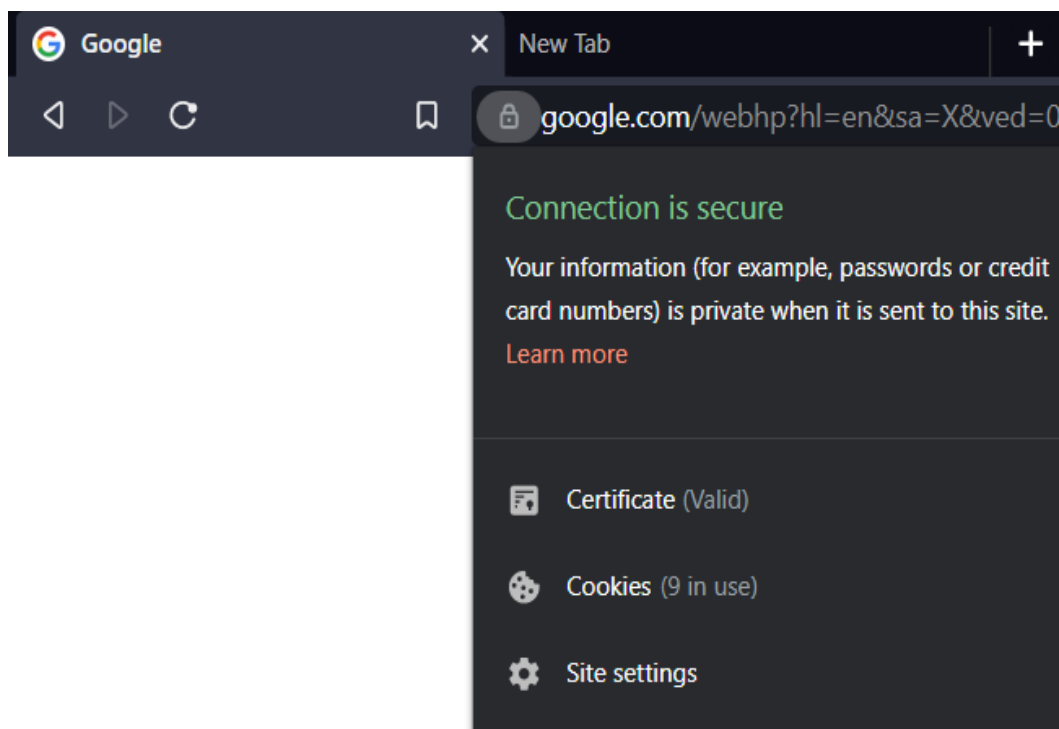 Google
New Tab
google.com/webhp?hl=en&sa=X&ved=0
Connection is secure
Your information (for example, passwords or credit
card numbers) is private when it is sent to this site.
Learn more
Certificate (Valid)
Cookies (9 in use)
Site settings